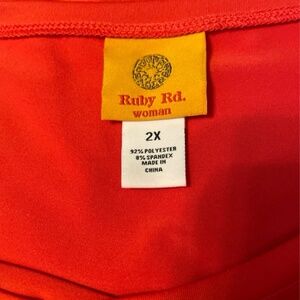 Ruby Rd.
woman
2X
92% POLYESTER
8% SPANDEX
MADE IN
CHINA